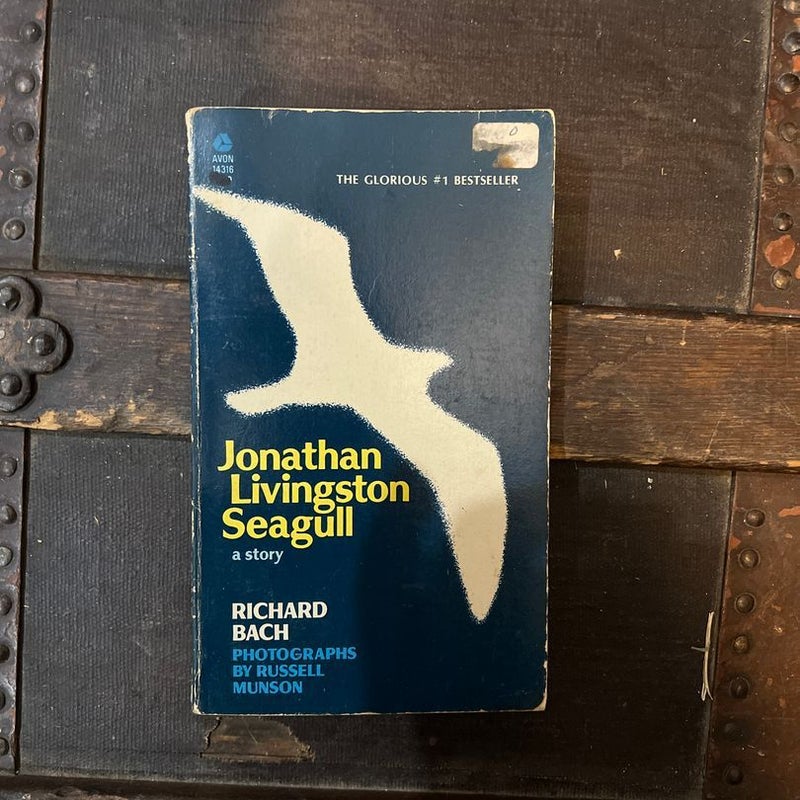 AVON
14316
THE GLORIOUS #1 BESTSELLER
Jonathan
Livingston
Seagull
a story
RICHARD
BACH
PHOTOGRAPHS
BY RUSSELL
MUNSON